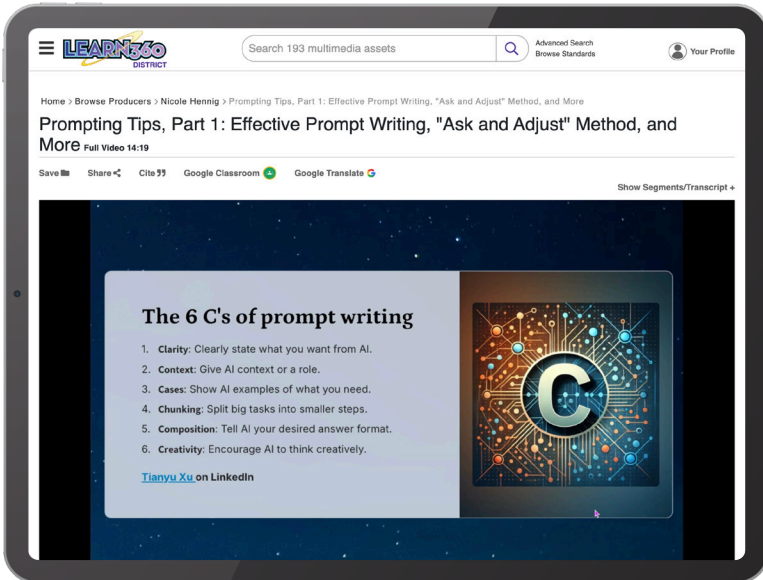 LEARN360
DISTRICT
Search 193 multimedia assets
Advanced Search
Browse Standards
Your Profile
Home > Browse Producers > Nicole Hennig > Prompting Tips, Part 1: Effective Prompt Writing, "Ask and Adjust" Method, and More
Prompting Tips, Part 1: Effective Prompt Writing, "Ask and Adjust" Method, and
More Full Video 14:19
Save Share Cite Google Classroom Google Translate
Show Segments/Transcript +
The 6 C's of prompt writing
1. Clarity: Clearly state what you want from AI.
2. Context: Give AI context or a role.
3. Cases: Show AI examples of what you need.
4. Chunking: Split big tasks into smaller steps.
5. Composition: Tell AI your desired answer format.
6. Creativity: Encourage AI to think creatively.
Tianyu Xu on LinkedIn
C